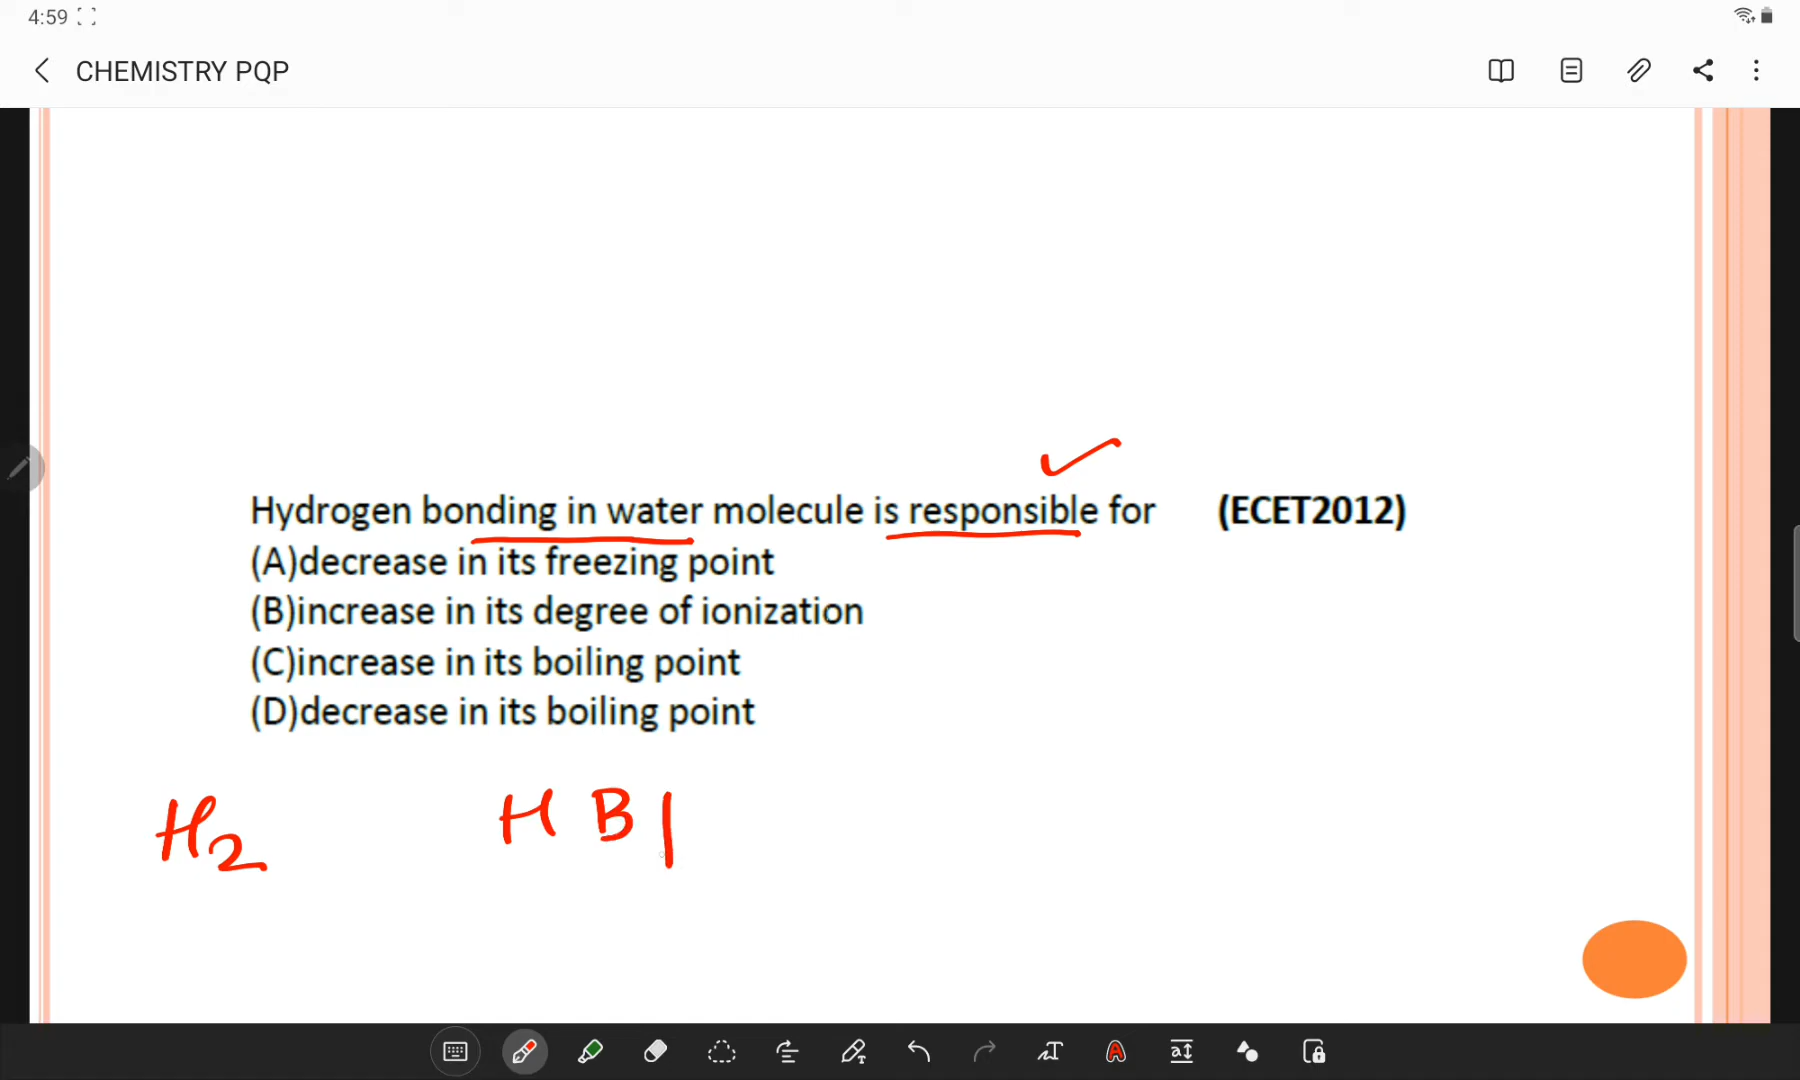 4:59
CHEMISTRY PQP
Hydrogen bonding in water molecule is responsible for (ECET2012)
(A)decrease in its freezing point
(B)increase in its degree of ionization
(C)increase in its boiling point
(D)decrease in its boiling point
H2 H B |